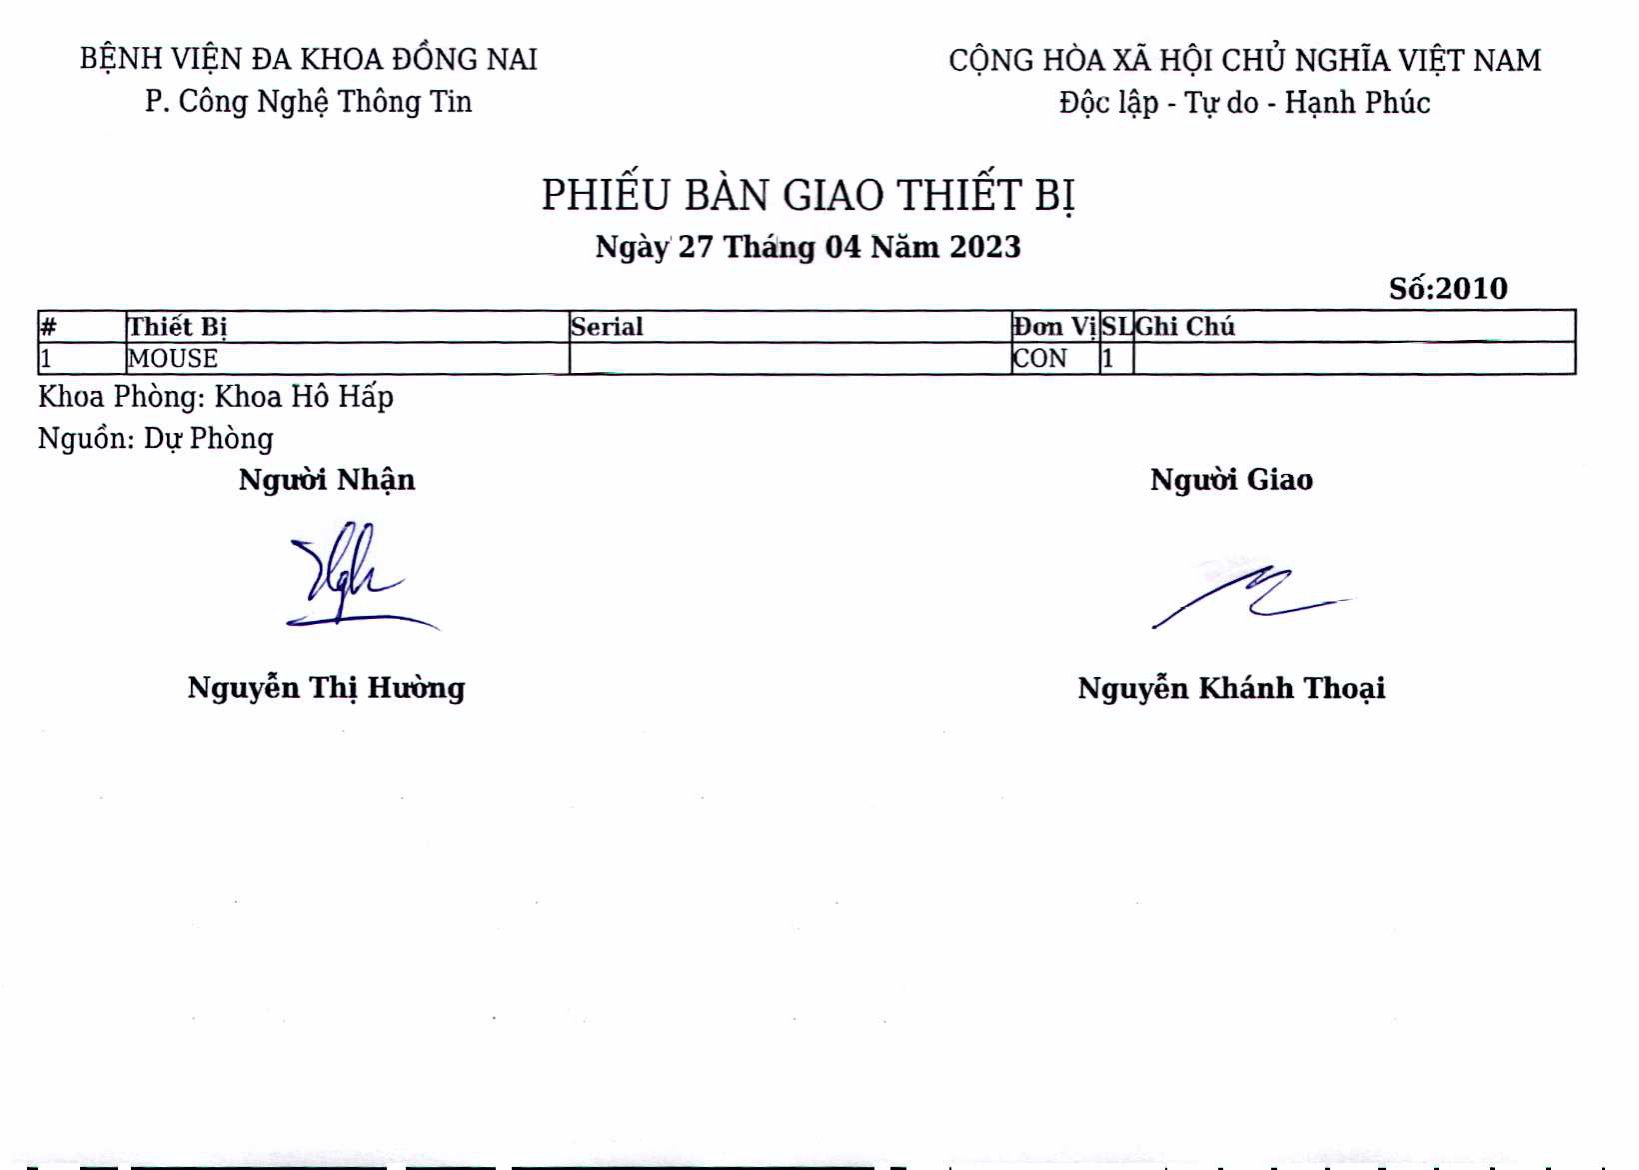 BỆNH VIỆN ĐA KHOA ĐỒNG NAI
P. Công Nghệ Thông Tin
CỘNG HÒA XÃ HỘI CHỦ NGHĨA VIỆT NAM
Độc lập - Tự do - Hạnh Phúc
PHIẾU BÀN GIAO THIẾT BỊ
Ngày 27 Tháng 04 Năm 2023
Số:2010
# Thiết Bị Serial Đơn Vị SL Ghi Chú
1 MOUSE CON 1
Khoa Phòng: Khoa Hô Hấp
Nguồn: Dự Phòng
Người Nhận Người Giao
Nguyễn Thị Hường Nguyễn Khánh Thoại